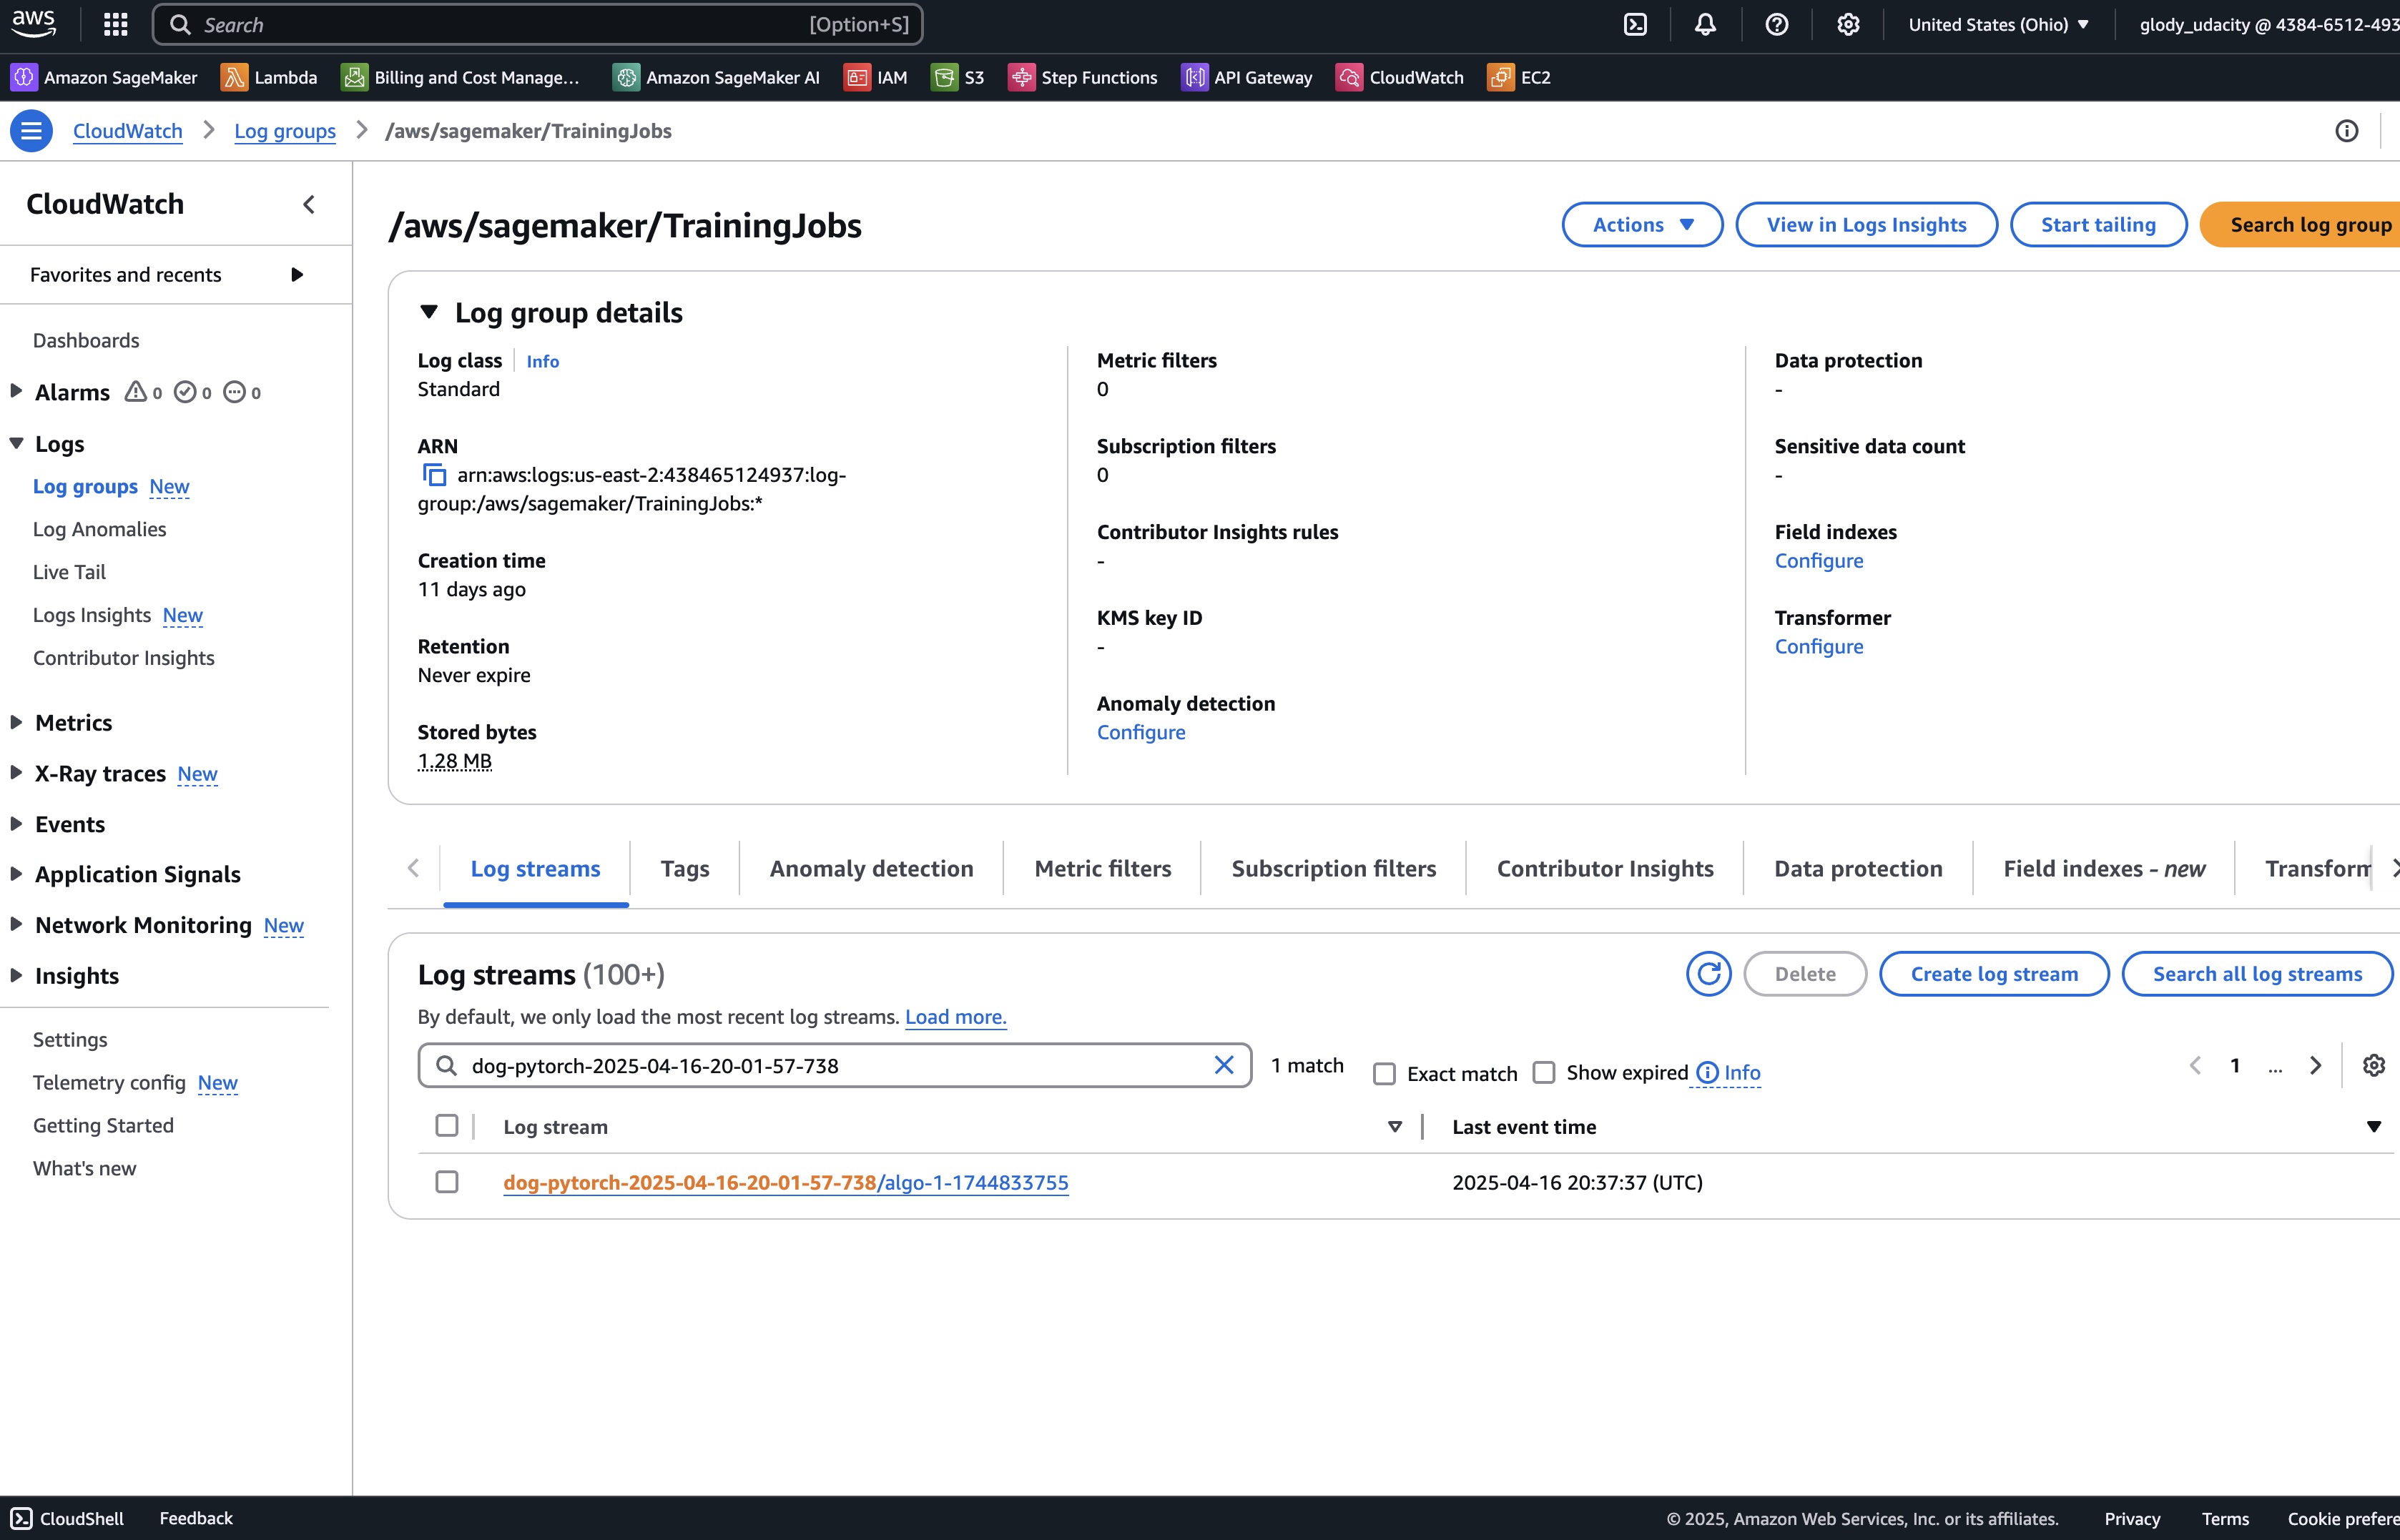 aws
Search [Option+S]
United States (Ohio)
glody_udacity @ 4384-6512-493
Amazon SageMaker
Lambda
Billing and Cost Manage...
Amazon SageMaker AI
IAM
S3
Step Functions
API Gateway
CloudWatch
EC2
CloudWatch > Log groups > /aws/sagemaker/TrainingJobs
CloudWatch
Favorites and recents
Dashboards
Alarms 0 0 0
Logs
Log groups New
Log Anomalies
Live Tail
Logs Insights New
Contributor Insights
Metrics
X-Ray traces New
Events
Application Signals
Network Monitoring New
Insights
Settings
Telemetry config New
Getting Started
What's new
/aws/sagemaker/TrainingJobs
Actions
View in Logs Insights
Start tailing
Search log group
Log group details
Log class Info
Standard
ARN
arn:aws:logs:us-east-2:438465124937:log-
group:/aws/sagemaker/TrainingJobs:*
Creation time
11 days ago
Retention
Never expire
Stored bytes
1.28 MB
Metric filters
0
Subscription filters
0
Contributor Insights rules
-
KMS key ID
-
Anomaly detection
Configure
Data protection
-
Sensitive data count
-
Field indexes
Configure
Transformer
Configure
Log streams
Tags
Anomaly detection
Metric filters
Subscription filters
Contributor Insights
Data protection
Field indexes - new
Transform
Log streams (100+)
Delete
Create log stream
Search all log streams
By default, we only load the most recent log streams. Load more.
dog-pytorch-2025-04-16-20-01-57-738
1 match
Exact match
Show expired Info
1 ...
Log stream
Last event time
dog-pytorch-2025-04-16-20-01-57-738/algo-1-1744833755
2025-04-16 20:37:37 (UTC)
CloudShell
Feedback
© 2025, Amazon Web Services, Inc. or its affiliates.
Privacy
Terms
Cookie prefere